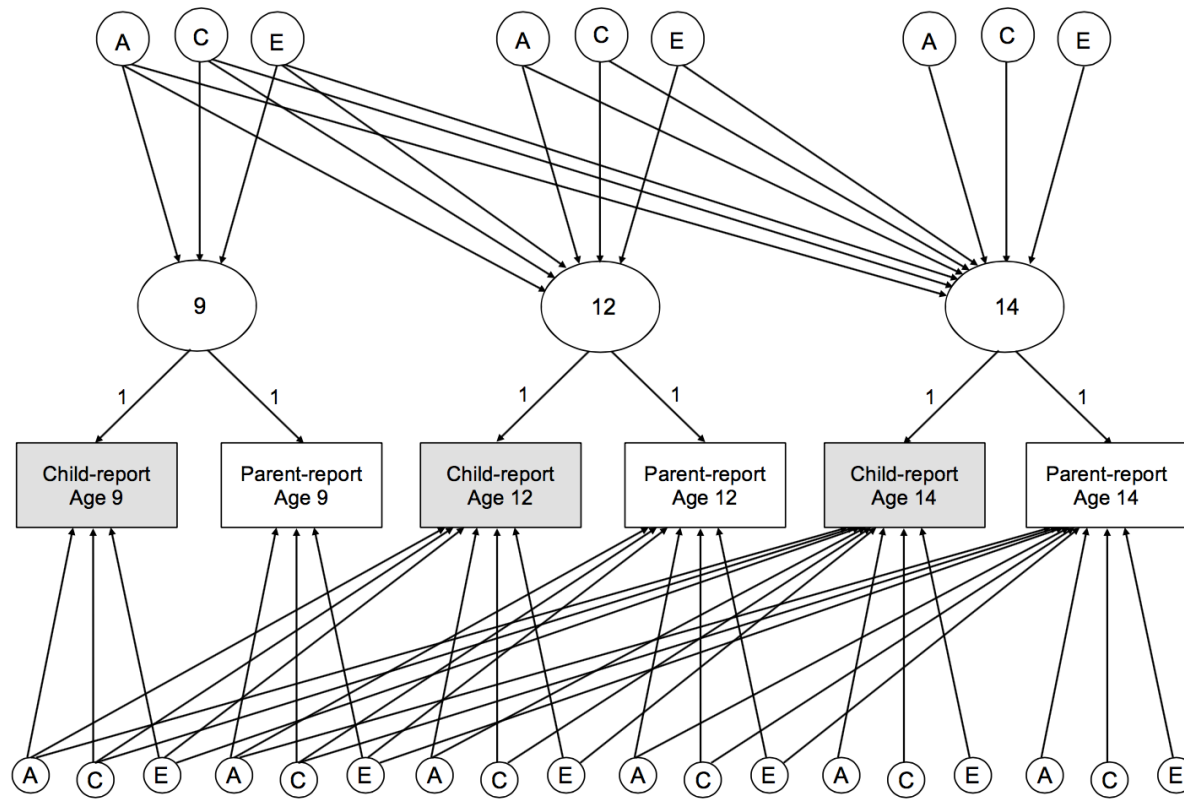 A C E A C E A C E
9 12 14
1 1 1 1 1 1
Child-report Parent-report Child-report Parent-report Child-report Parent-report
Age 9 Age 9 Age 12 Age 12 Age 14 Age 14
A C E A C E A C E A C E A C E A C E